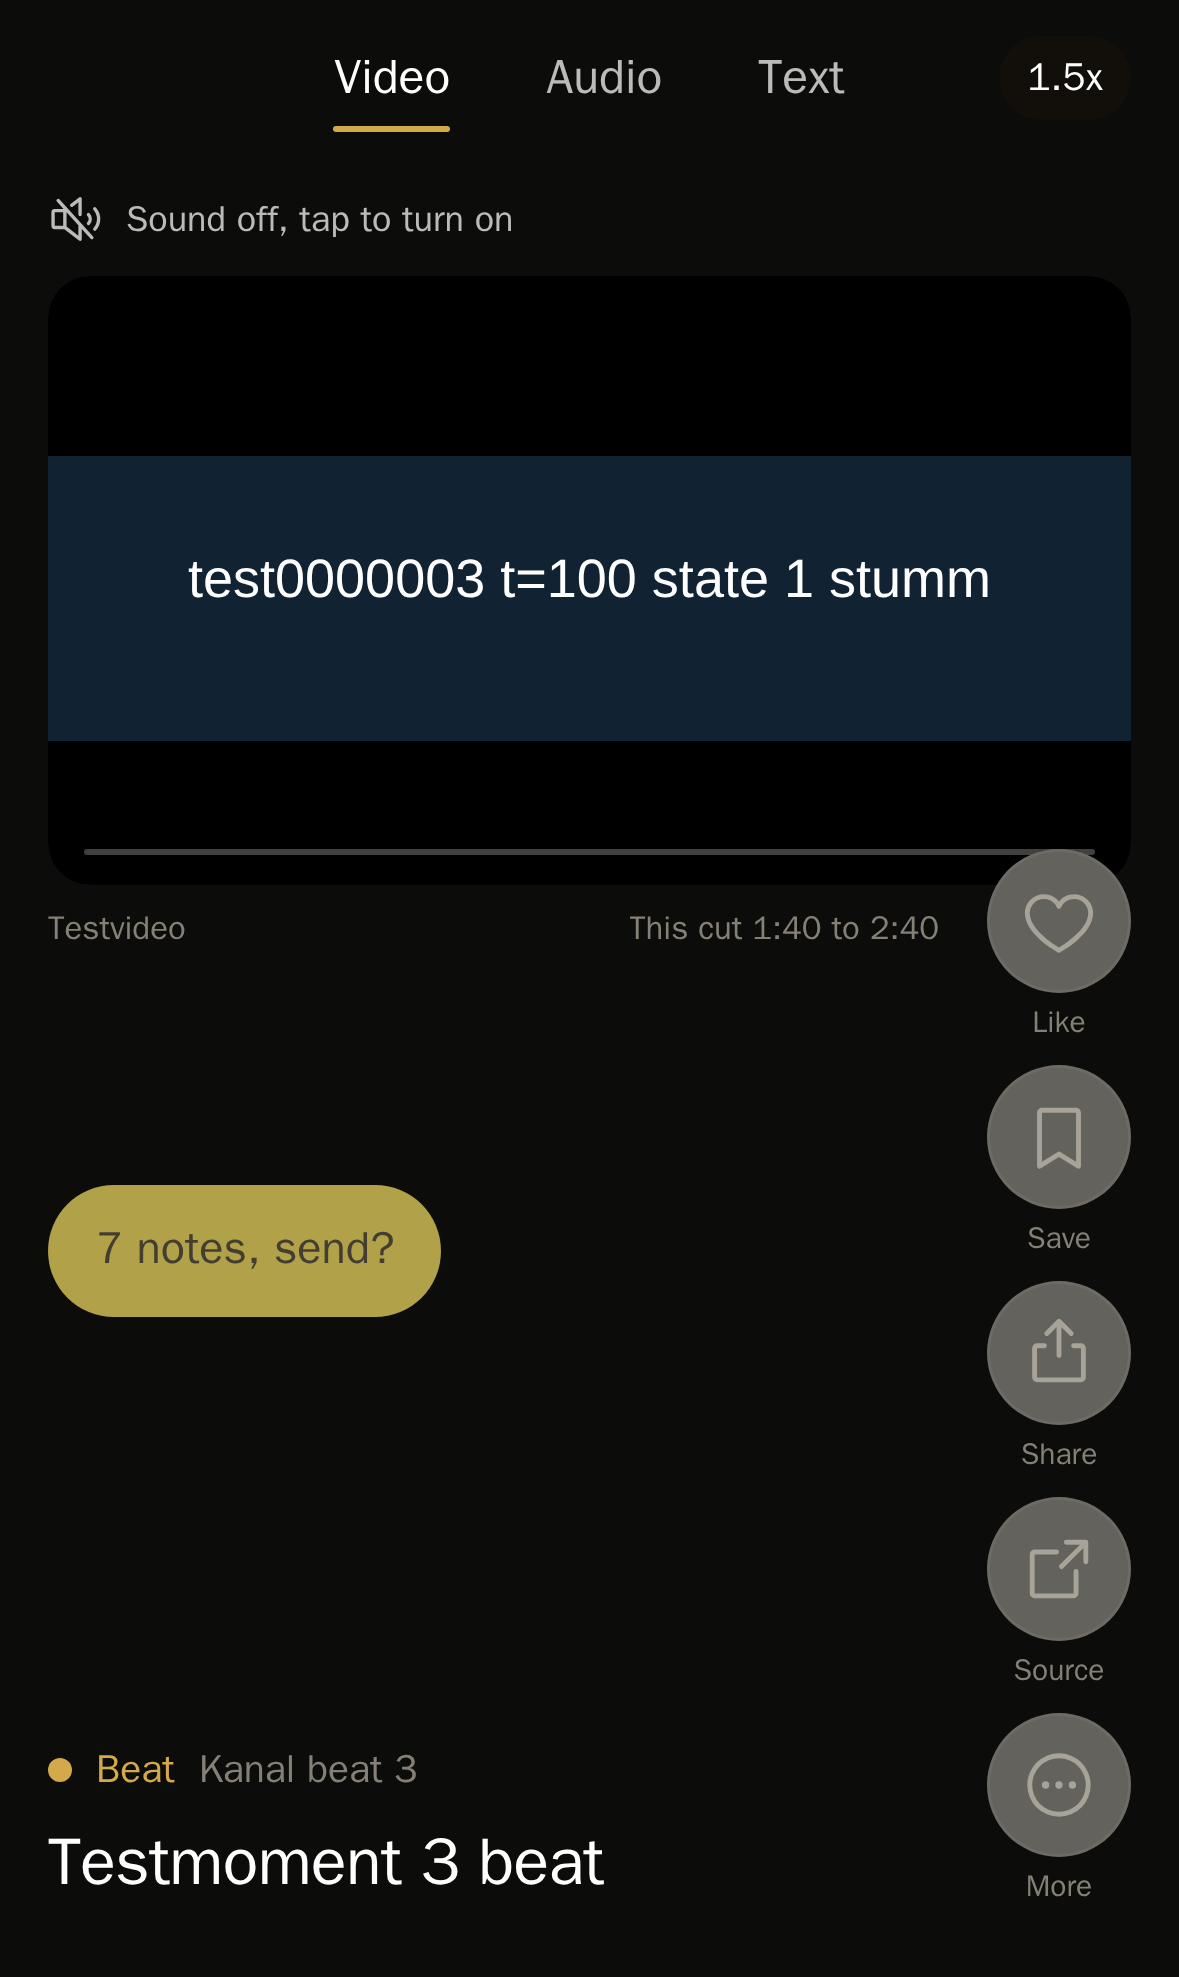 Video Audio Text 1.5x
Sound off, tap to turn on
test0000003 t=100 state 1 stumm
Testvideo This cut 1:40 to 2:40
Like
Save
7 notes, send?
Share
Source
Beat Kanal beat 3
Testmoment 3 beat
More